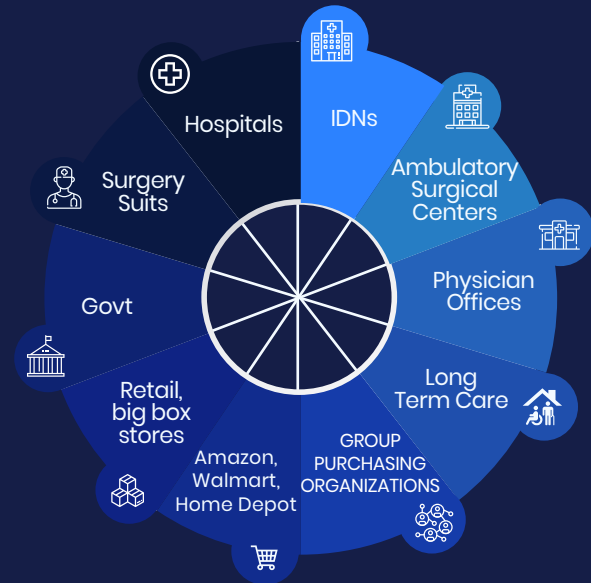 IDNs
Ambulatory
Surgical
Centers
Physician
Offices
Long
Term Care
GROUP
PURCHASING
ORGANIZATIONS
Amazon,
Walmart,
Home Depot
Retail,
big box
stores
Govt
Surgery
Suits
Hospitals